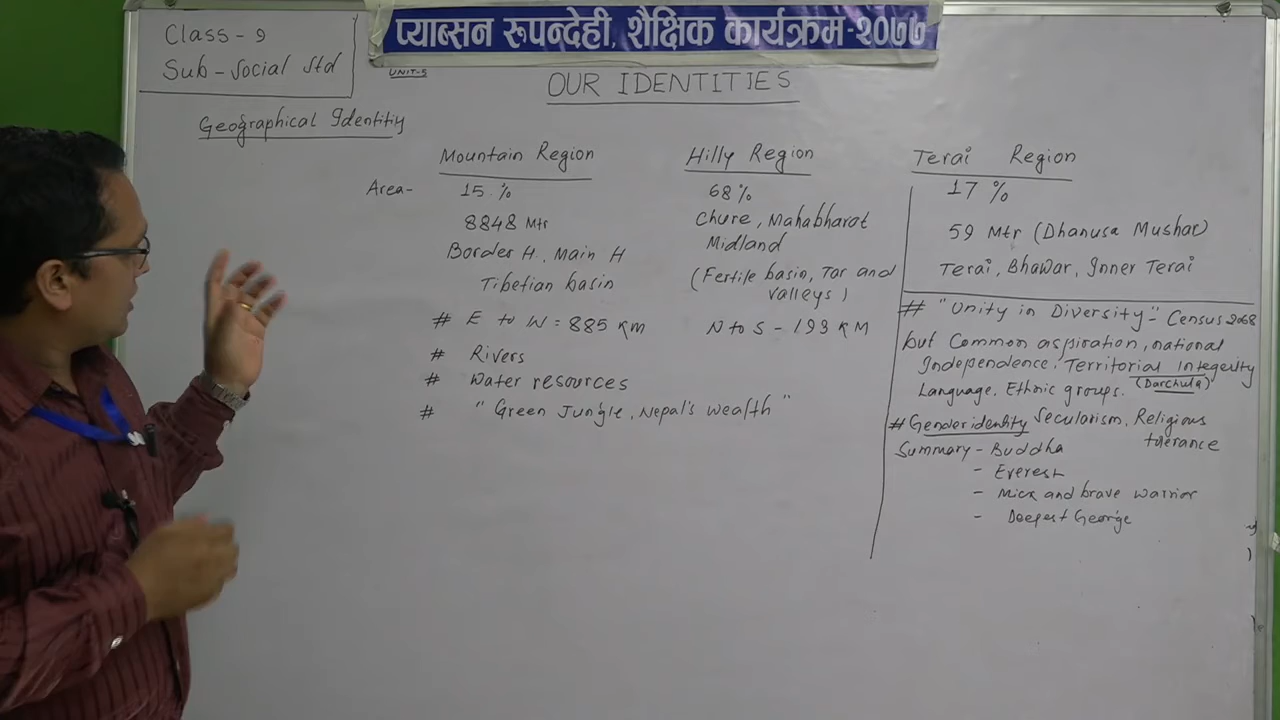 प्याब्सन रुपन्देही, शैक्षिक कार्यक्रम-२०७७
Class - 9
Sub - Social Std
UNIT-5
OUR IDENTITIES
Geographical Identitiy
Mountain Region
Area- 15 %
8848 Mtr
Border H, Main H
Tibetian basin
Hilly Region
68%
Chure, Mahabharat
Midland
(Fertile basin, Tar and
valleys)
# E to W = 885 KM N to S - 193 KM
# Rivers
# Water resources
# "Green Jungle, Nepal's Wealth"
Terai Region
17 %
59 Mtr (Dhanusa Mushar)
Terai, Bhawar, Inner Terai
# "Unity in Diversity" - Census 2068
but Common aspiration, national
Independence, Territorial Integerity
Language, Ethnic groups. (Darchula)
# Gender identity Secularism, Religious
tolerance
Summary - Buddha
- Everest
- Mick and brave warrior
- Deepest George